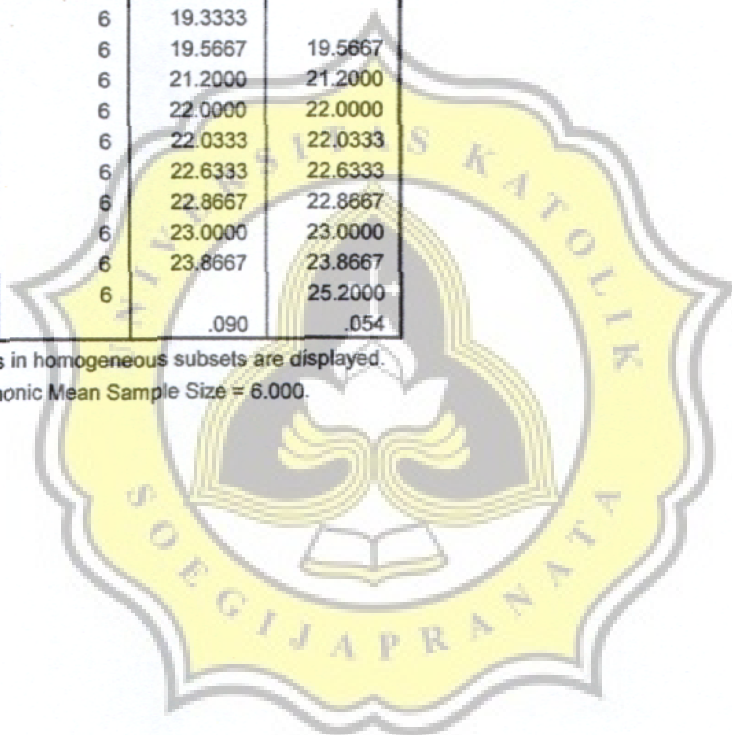 6 19.3333
6 19.5667 19.5667
6 21.2000 21.2000
6 22.0000 22.0000
6 22.0333 22.0333
6 22.6333 22.6333
6 22.8667 22.8667
6 23.0000 23.0000
6 23.8667 23.8667
6 25.2000
.090 .054
in homogeneous subsets are displayed.
Mean Sample Size = 6.000.
UNIVERSITAS KATOLIK
SOEGIJAPRANATA